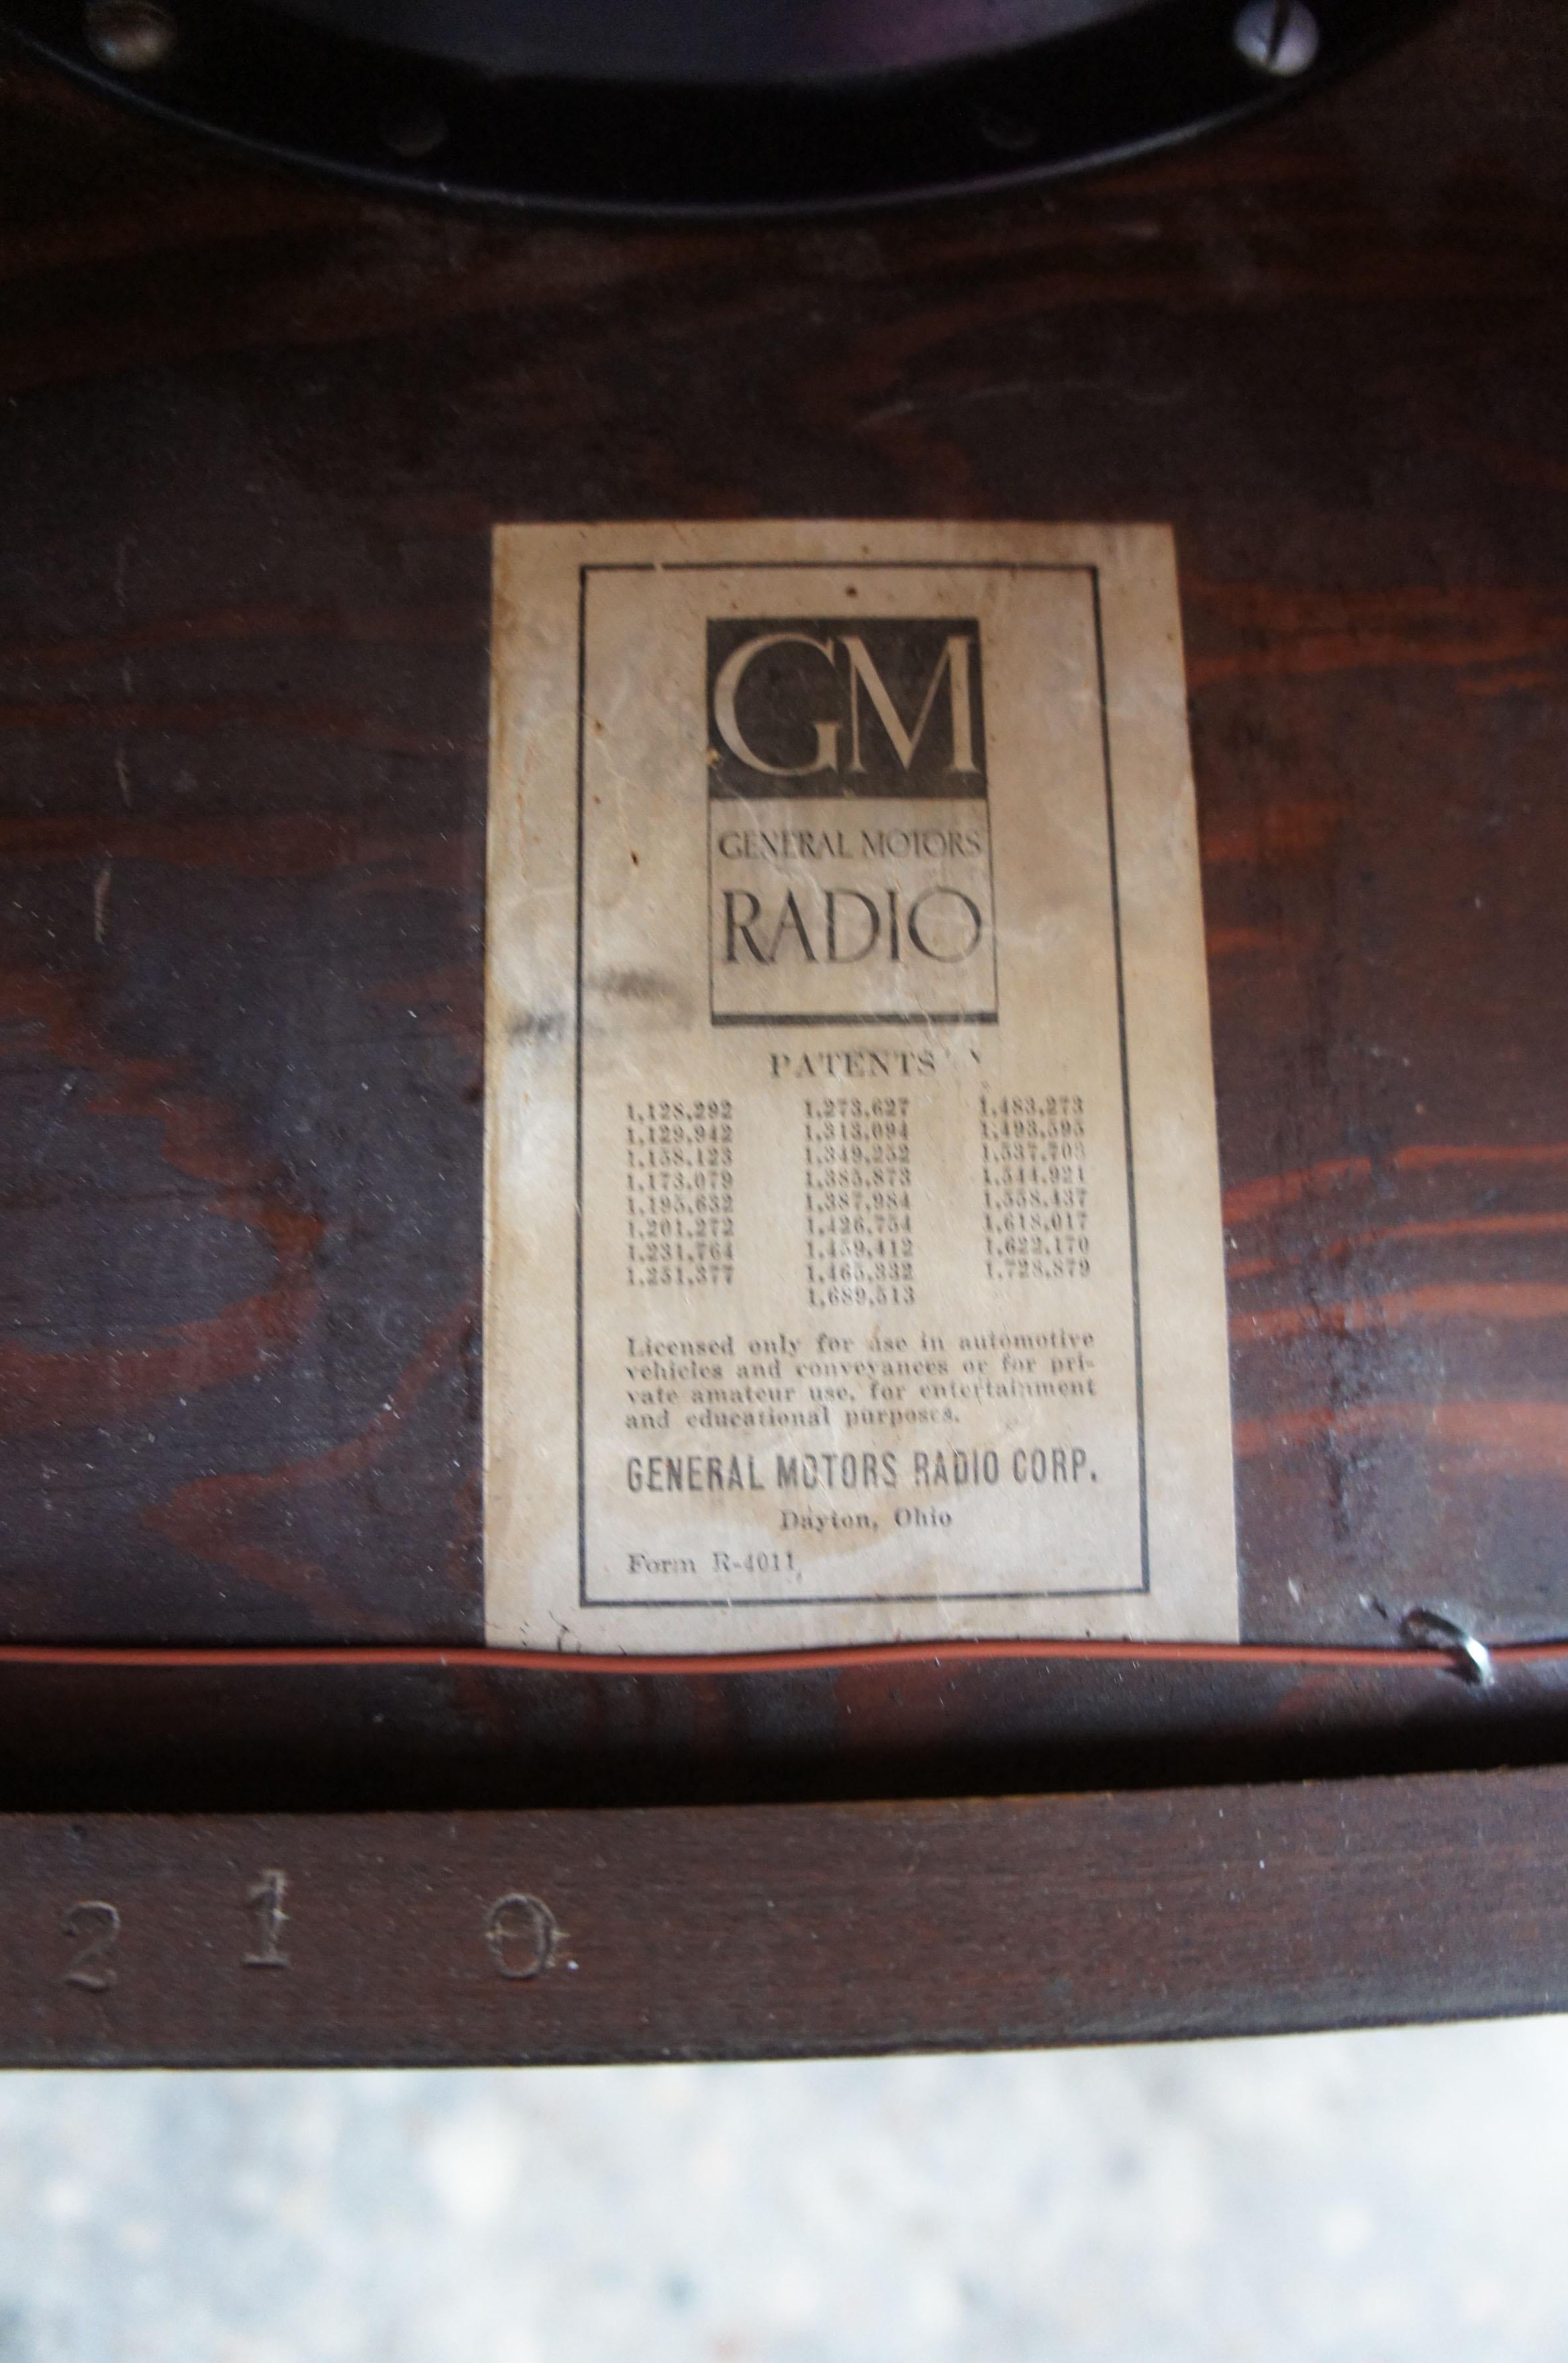 GM
GENERAL MOTORS
RADIO
PATENTS
1,128,292 1,273,627 1,483,273
1,129,942 1,313,094 1,493,595
1,158,123 1,349,252 1,537,708
1,173,079 1,385,873 1,544,921
1,195,632 1,387,984 1,558,437
1,201,272 1,426,754 1,618,017
1,231,764 1,459,412 1,622,170
1,251,377 1,465,332 1,728,879
1,689,513
Licensed only for use in automotive
vehicles and conveyances or for pri-
vate amateur use, for entertainment
and educational purposes.
GENERAL MOTORS RADIO CORP.
Dayton, Ohio
Form R-4011
2 1 0